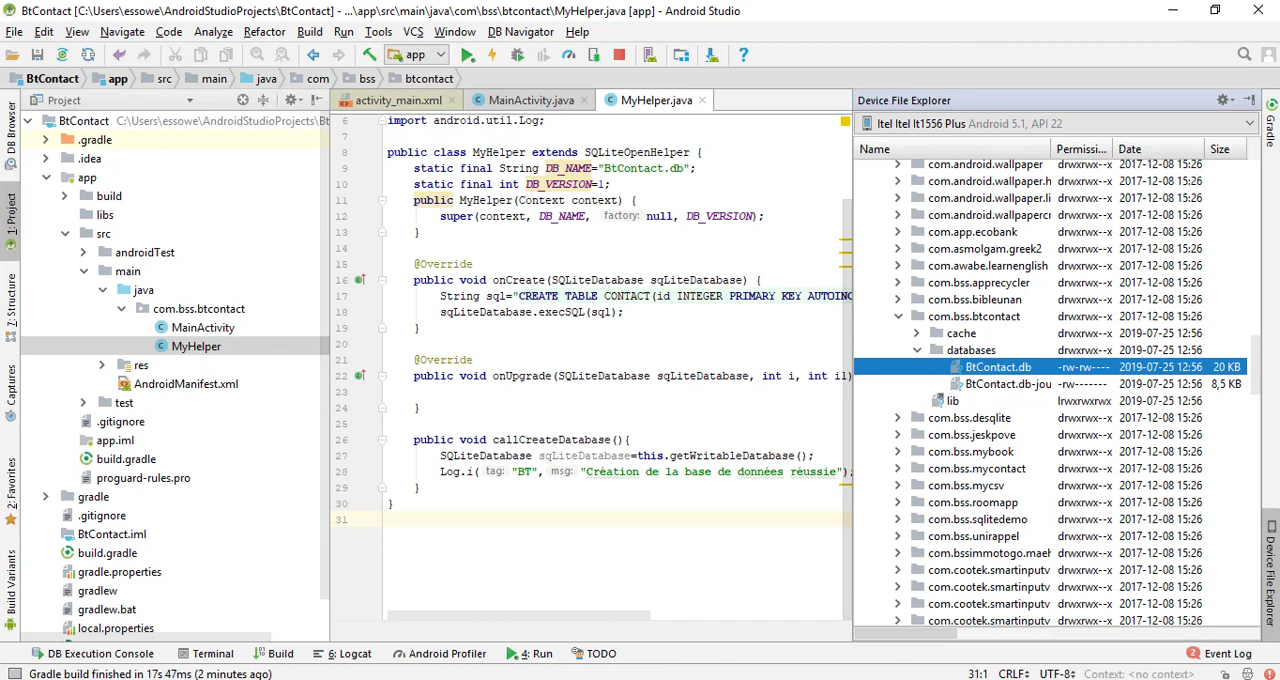 BtContact [C:\Users\essowe\AndroidStudioProjects\BtContact] - ...\app\src\main\java\com\bss\btcontact\MyHelper.java [app] - Android Studio
File Edit View Navigate Code Analyze Refactor Build Run Tools VCS Window DB Navigator Help
app
BtContact app src main java com bss btcontact
Project
activity_main.xml MainActivity.java MyHelper.java
Device File Explorer
DB Browser
1: Project
7: Structure
Captures
2: Favorites
Build Variants
BtContact C:\Users\essowe\AndroidStudioProjects\Bt
.gradle
.idea
app
build
libs
src
androidTest
main
java
com.bss.btcontact
MainActivity
MyHelper
res
AndroidManifest.xml
test
.gitignore
app.iml
build.gradle
proguard-rules.pro
gradle
.gitignore
BtContact.iml
build.gradle
gradle.properties
gradlew
gradlew.bat
local.properties
6 import android.util.Log;
7
8 public class MyHelper extends SQLiteOpenHelper {
9 static final String DB_NAME="BtContact.db";
10 static final int DB_VERSION=1;
11 public MyHelper(Context context) {
12 super(context, DB_NAME, factory: null, DB_VERSION);
13 }
14
15 @Override
16 public void onCreate(SQLiteDatabase sqLiteDatabase) {
17 String sql="CREATE TABLE CONTACT(id INTEGER PRIMARY KEY AUTOINC
18 sqLiteDatabase.execSQL(sql);
19 }
20
21 @Override
22 public void onUpgrade(SQLiteDatabase sqLiteDatabase, int i, int i1)
23
24 }
25
26 public void callCreateDatabase(){
27 SQLiteDatabase sqLiteDatabase=this.getWritableDatabase();
28 Log.i( tag: "BT", msg: "Création de la base de données réussie");
29 }
30 }
31
Itel Itel It1556 Plus Android 5.1, API 22
Name Permissi... Date Size
com.android.wallpaper drwxrwx--x 2017-12-08 15:26
com.android.wallpaper.h drwxrwx--x 2017-12-08 15:26
com.android.wallpaper.li drwxrwx--x 2017-12-08 15:26
com.android.wallpapercr drwxrwx--x 2017-12-08 15:26
com.app.ecobank drwxrwx--x 2017-12-08 15:26
com.asmolgam.greek2 drwxrwx--x 2017-12-08 15:26
com.awabe.learnenglish drwxrwx--x 2017-12-08 15:26
com.bss.apprecycler drwxrwx--x 2017-12-08 15:26
com.bss.bibleunan drwxrwx--x 2017-12-08 15:26
com.bss.btcontact drwxrwx--x 2017-12-08 15:26
cache drwxrwx--x 2019-07-25 12:56
databases drwxrwx--x 2019-07-25 12:56
BtContact.db -rw-rw---- 2019-07-25 12:56 20 KB
BtContact.db-jou -rw------- 2019-07-25 12:56 8,5 KB
lib lrwxrwxrwx 2019-07-25 12:56
com.bss.desqlite drwxrwx--x 2017-12-08 15:26
com.bss.jeskpove drwxrwx--x 2017-12-08 15:26
com.bss.mybook drwxrwx--x 2017-12-08 15:26
com.bss.mycontact drwxrwx--x 2017-12-08 15:26
com.bss.mycsv drwxrwx--x 2017-12-08 15:26
com.bss.roomapp drwxrwx--x 2017-12-08 15:26
com.bss.sqlitedemo drwxrwx--x 2017-12-08 15:26
com.bss.unirappel drwxrwx--x 2017-12-08 15:26
com.bssimmotogo.maeh drwxrwx--x 2017-12-08 15:26
com.cootek.smartinputv drwxrwx--x 2017-12-08 15:26
com.cootek.smartinputv drwxrwx--x 2017-12-08 15:26
com.cootek.smartinputv drwxrwx--x 2017-12-08 15:26
com.cootek.smartinputv drwxrwx--x 2017-12-08 15:26
Gradle
Device File Explorer
DB Execution Console Terminal Build 6: Logcat Android Profiler 4: Run TODO 2 Event Log
Gradle build finished in 17s 47ms (2 minutes ago) 31:1 CRLF UTF-8 Context: <no context>